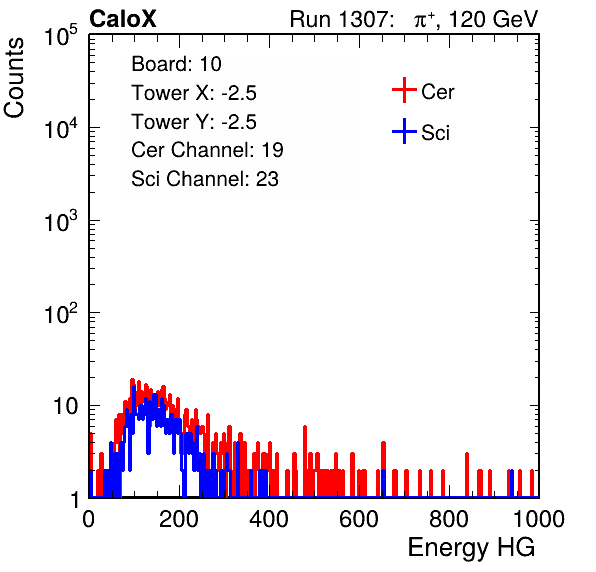 CaloX Run 1307: π⁺, 120 GeV
Counts
10⁵
10⁴
10³
10²
10
1
Board: 10
Tower X: -2.5
Tower Y: -2.5
Cer Channel: 19
Sci Channel: 23
Cer
Sci
0 200 400 600 800 1000
Energy HG